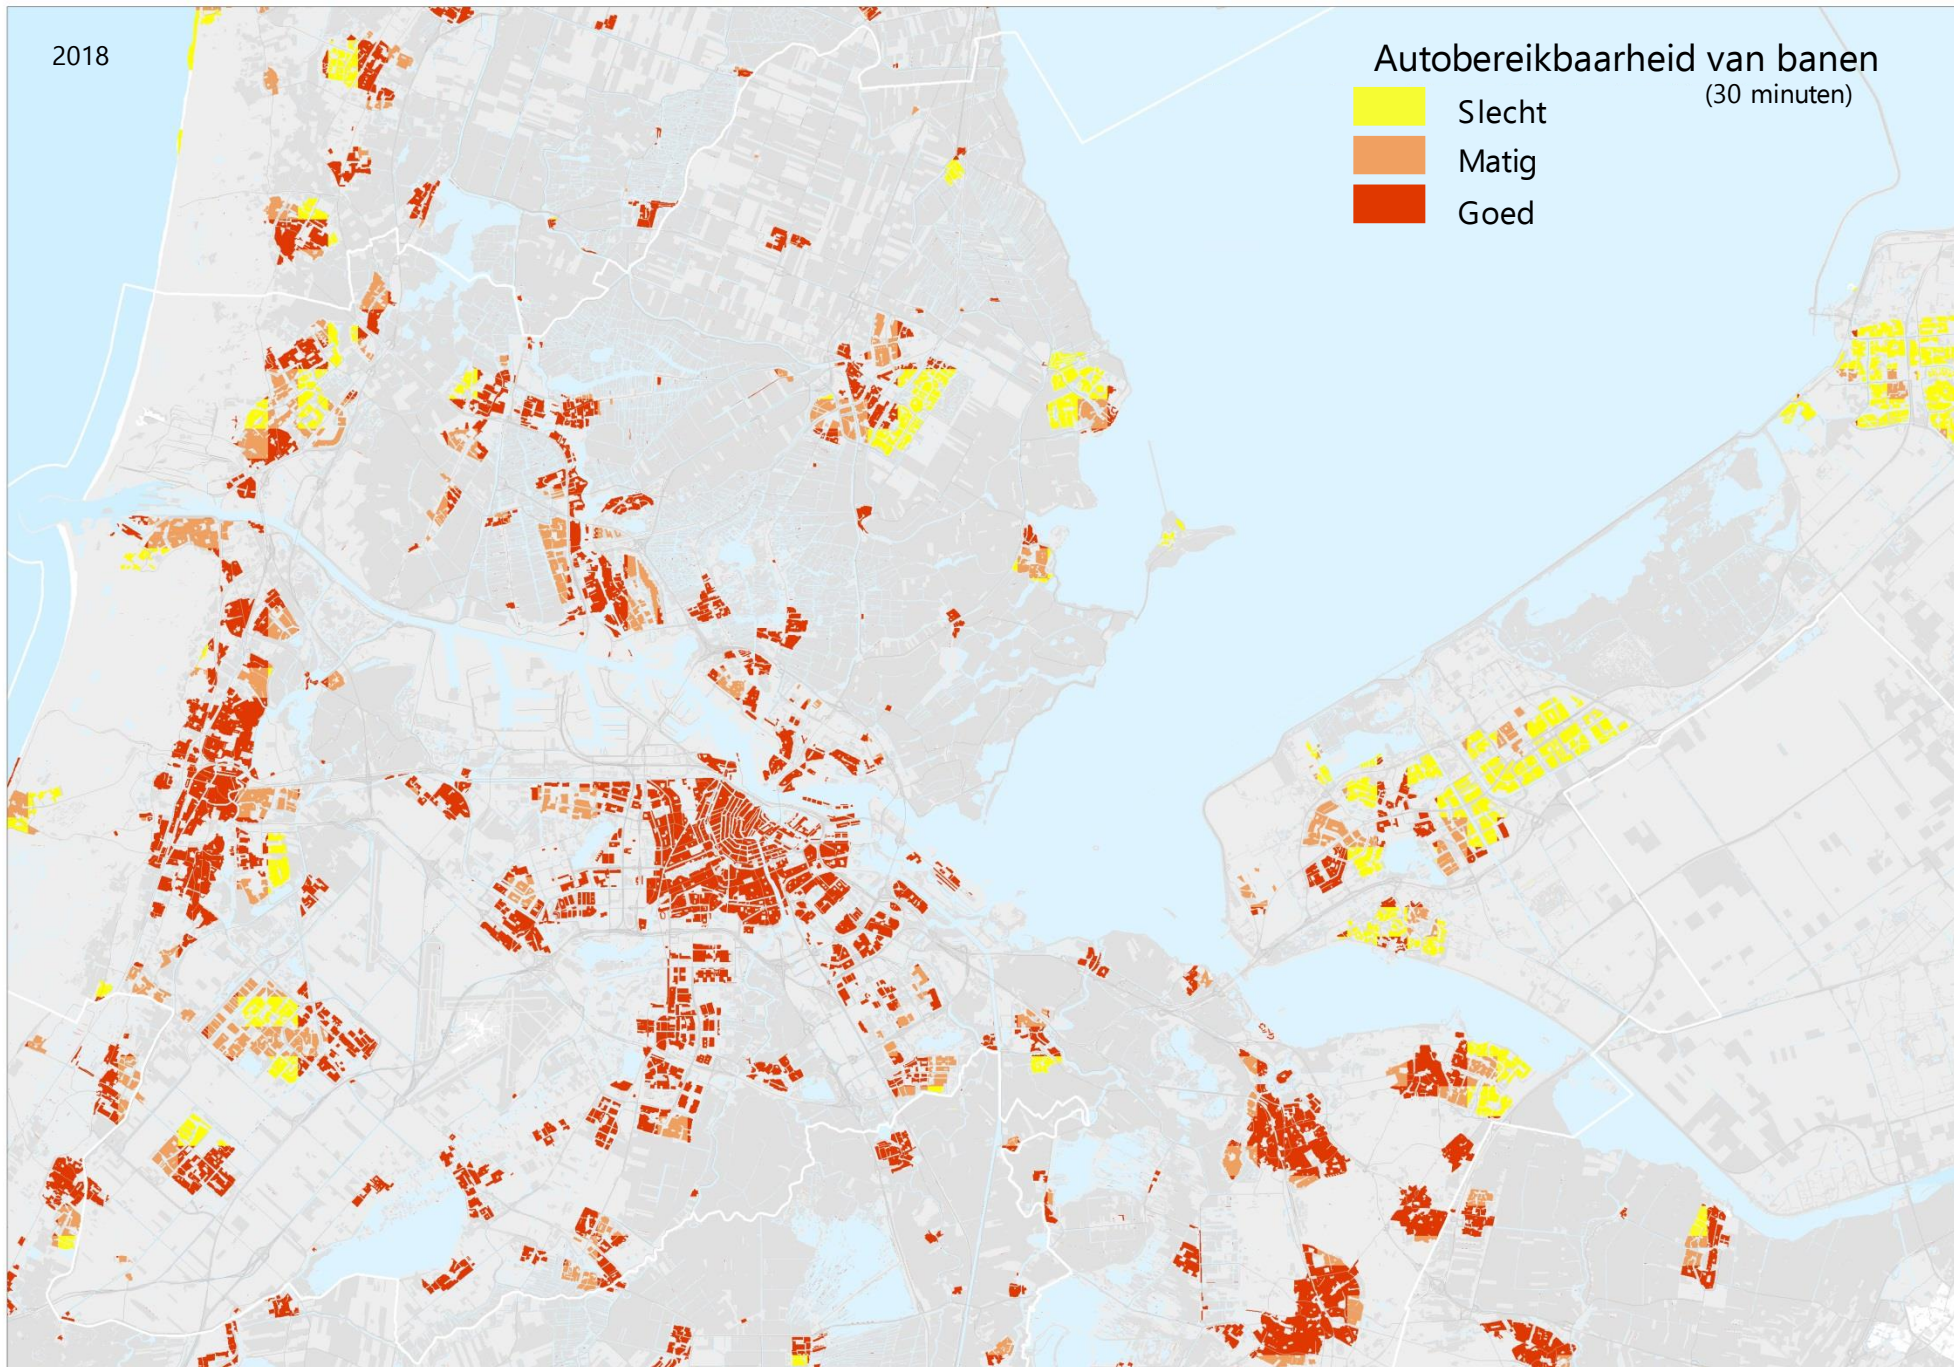 2018
Autobereikbaarheid van banen
(30 minuten)
Slecht
Matig
Goed